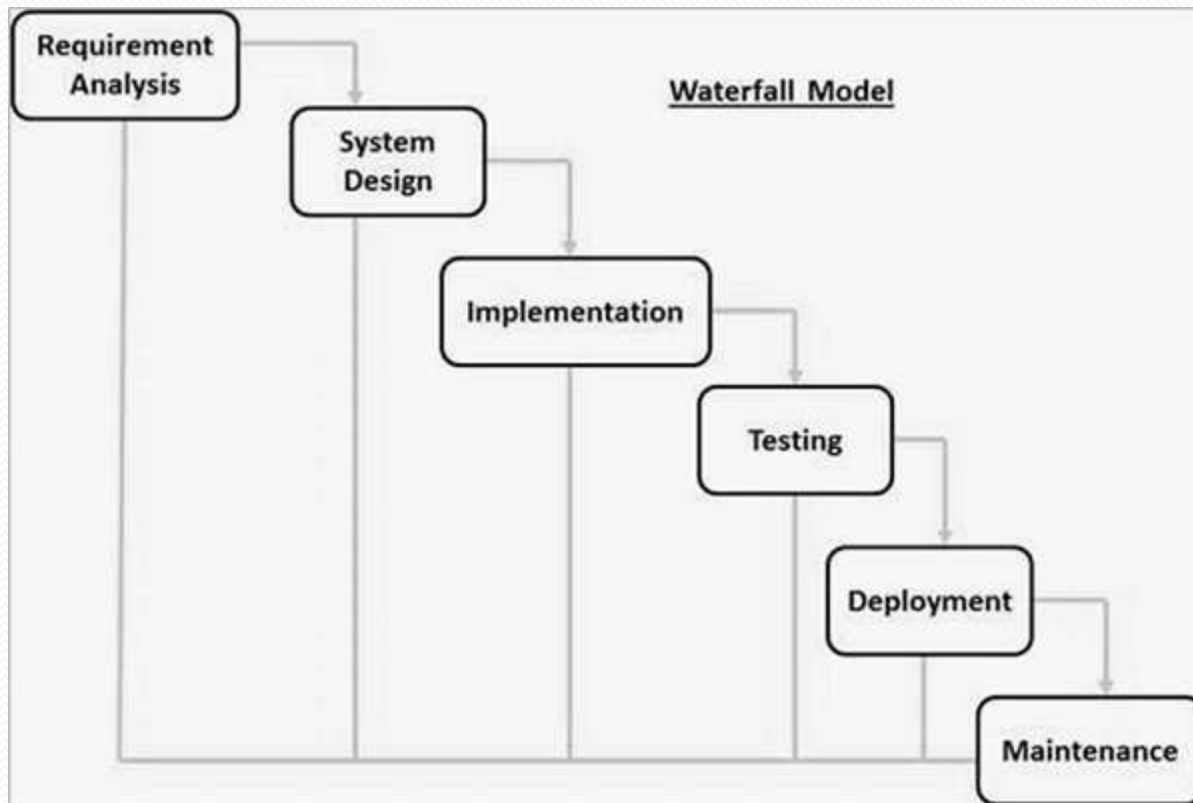 Requirement
Analysis
Waterfall Model
System
Design
Implementation
Testing
Deployment
Maintenance